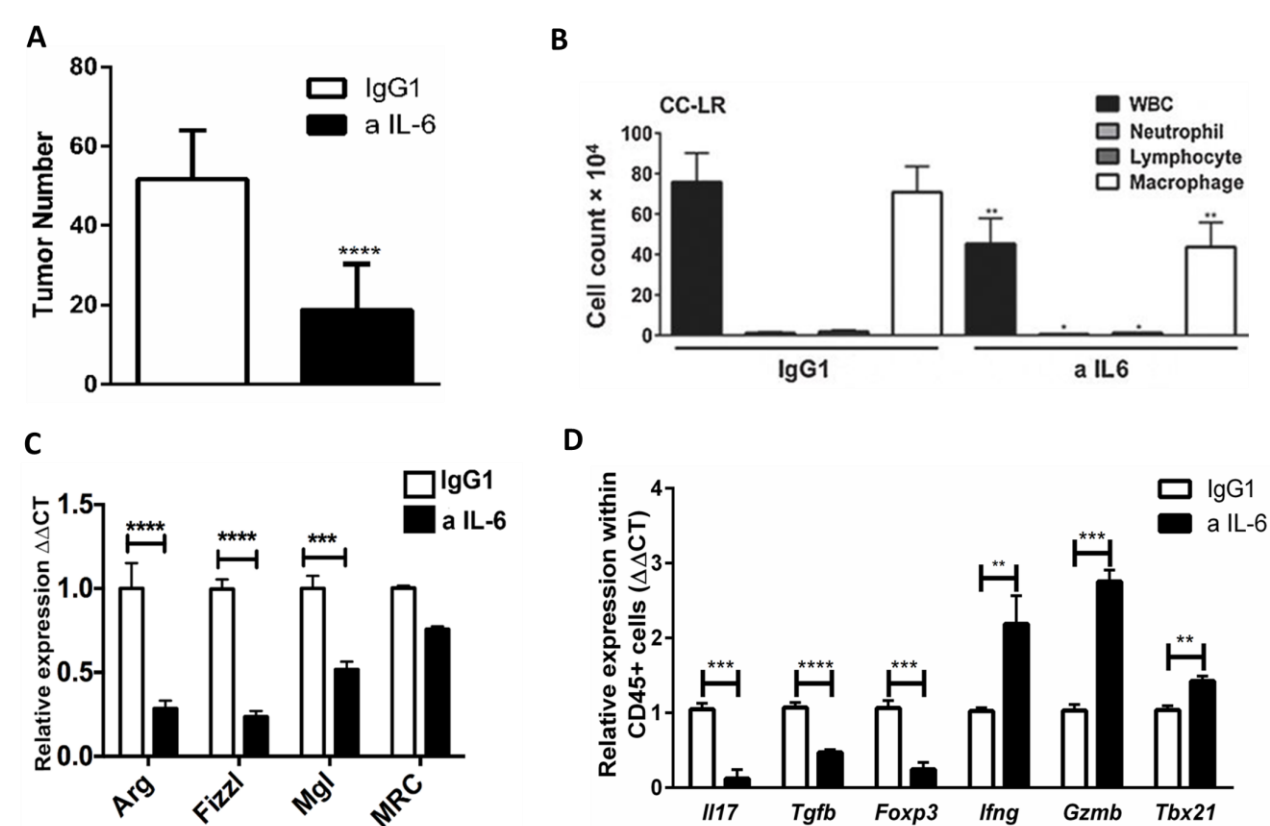 A
Tumor Number
80
60
40
20
0
IgG1
a IL-6
****
B
CC-LR
Cell count × 10⁴
100
80
60
40
20
0
WBC
Neutrophil
Lymphocyte
Macrophage
**
*
*
**
IgG1
a IL6
C
Relative expression ΔΔCT
1.5
1.0
0.5
0.0
IgG1
a IL-6
****
****
***
Arg
FizzI
Mgl
MRC
D
Relative expression within
CD45+ cells (ΔΔCT)
4
3
2
1
0
IgG1
a IL-6
***
****
***
**
***
**
Il17
Tgfb
Foxp3
Ifng
Gzmb
Tbx21